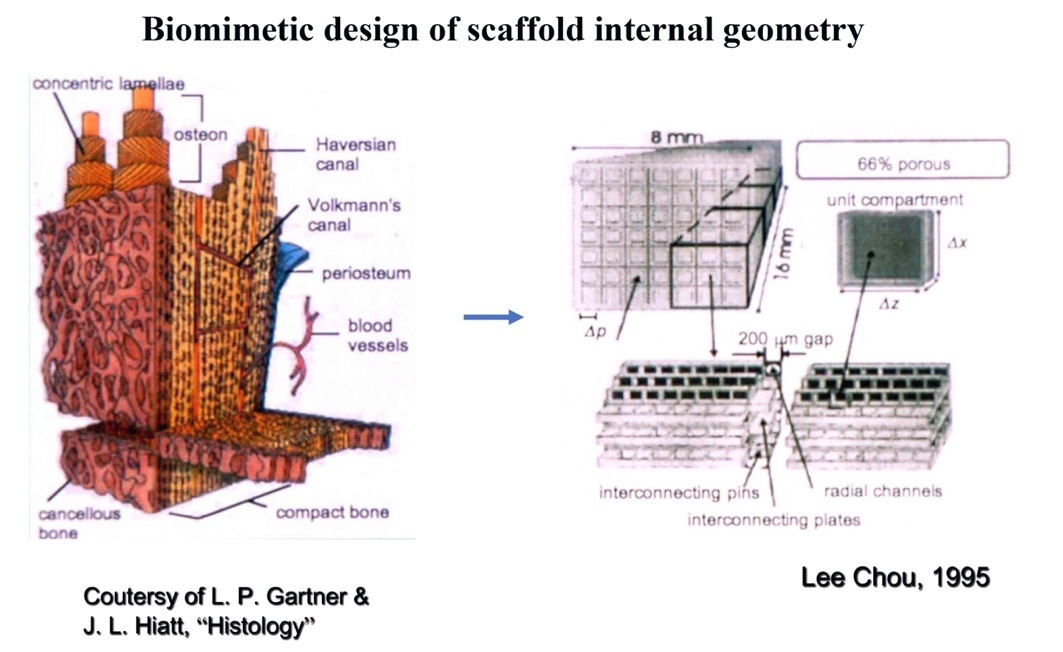 Biomimetic design of scaffold internal geometry
concentric lamellae
osteon
Haversian
canal
Volkmann's
canal
periosteum
blood
vessels
cancellous
bone
compact bone
8 mm
16 mm
Δp
66% porous
unit compartment
Δx
Δz
200 μm gap
interconnecting pins
radial channels
interconnecting plates
Coutersy of L. P. Gartner &
J. L. Hiatt, “Histology”
Lee Chou, 1995